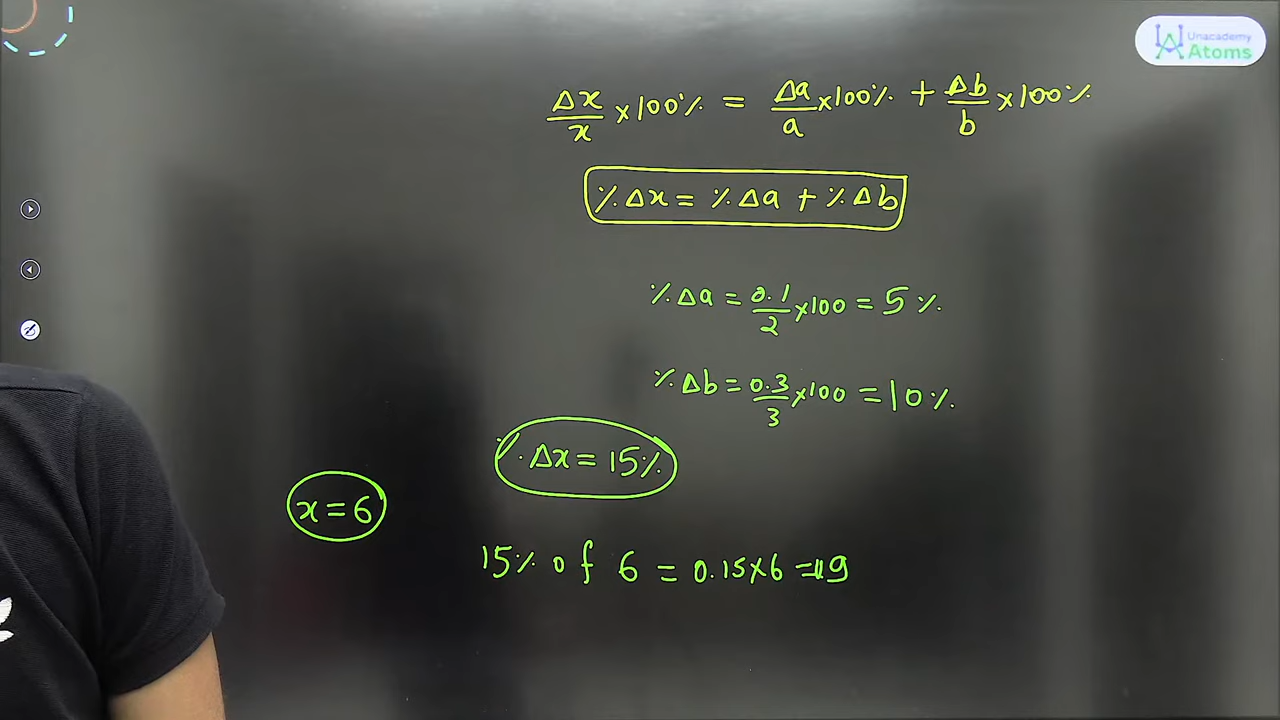 Unacademy
Atoms
Δx/x ×100% = Δa/a ×100% + Δb/b ×100%
%Δx = %Δa + %Δb
%Δa = 0.1/2 ×100 = 5%
%Δb = 0.3/3 ×100 = 10%
%Δx = 15%
x = 6
15% of 6 = 0.15×6 =